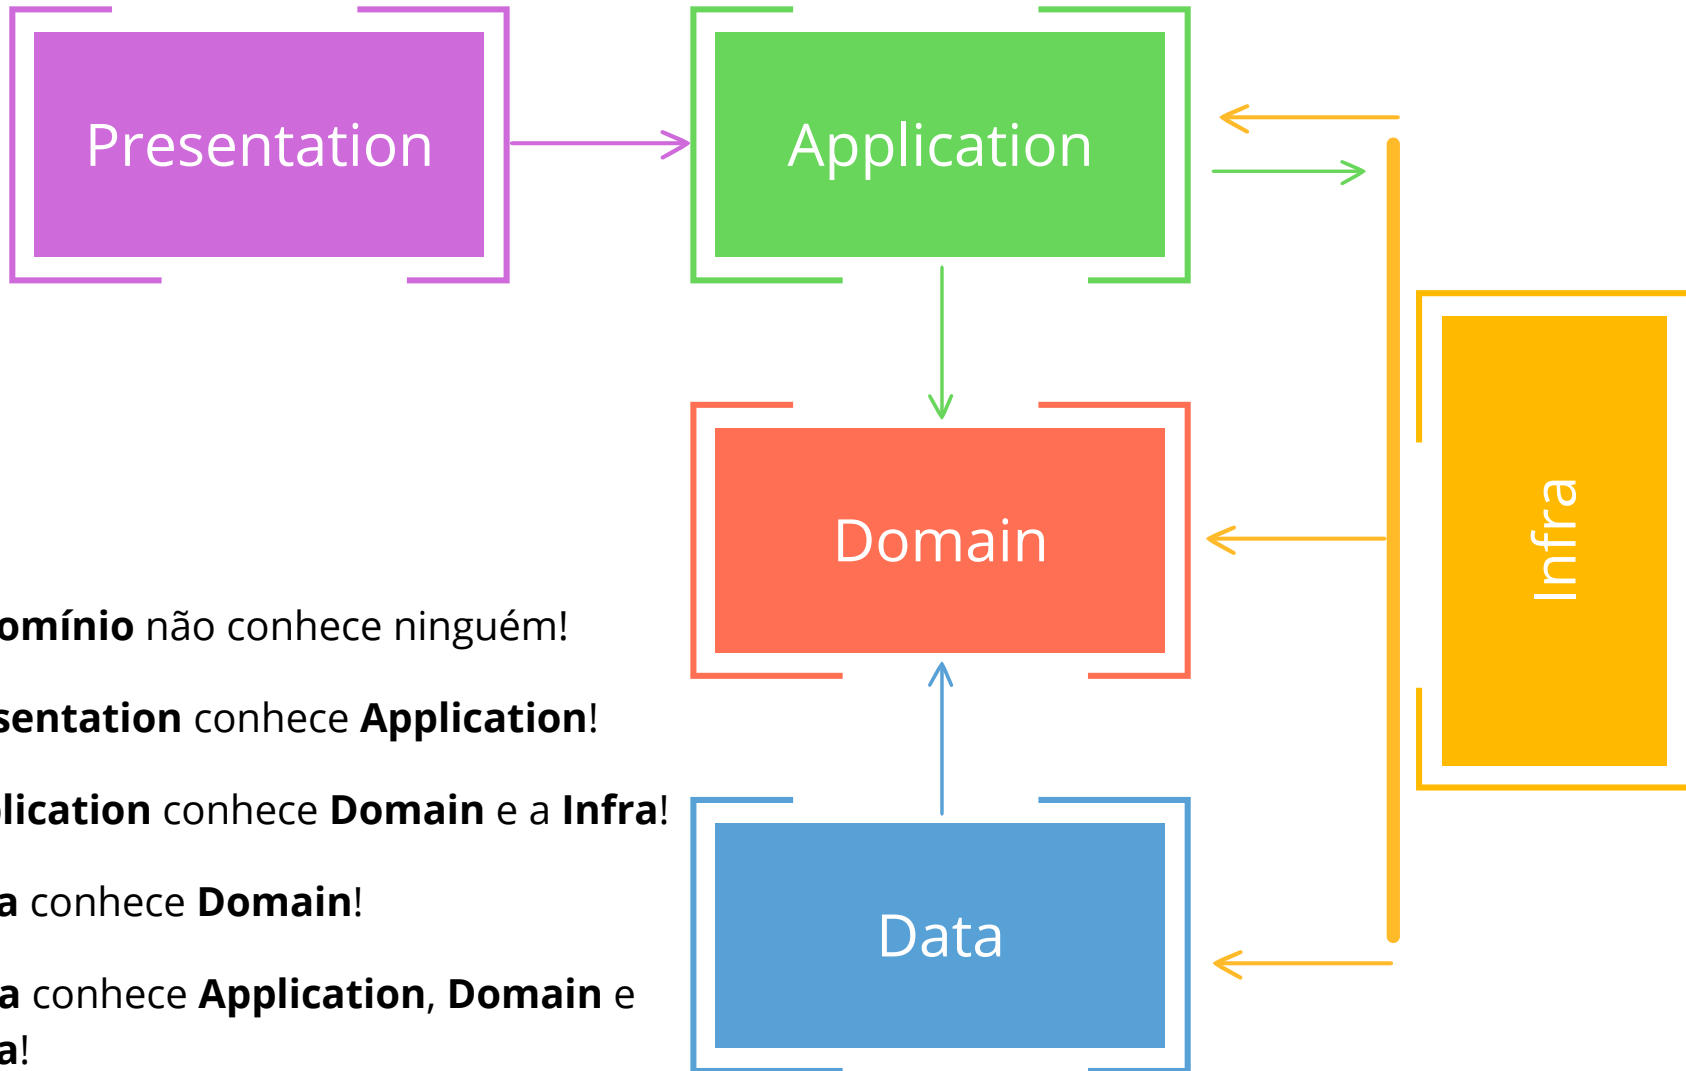 Presentation
Application
Domain
Infra
Data
omínio não conhece ninguém!
sentation conhece Application!
lication conhece Domain e a Infra!
a conhece Domain!
a conhece Application, Domain e
a!